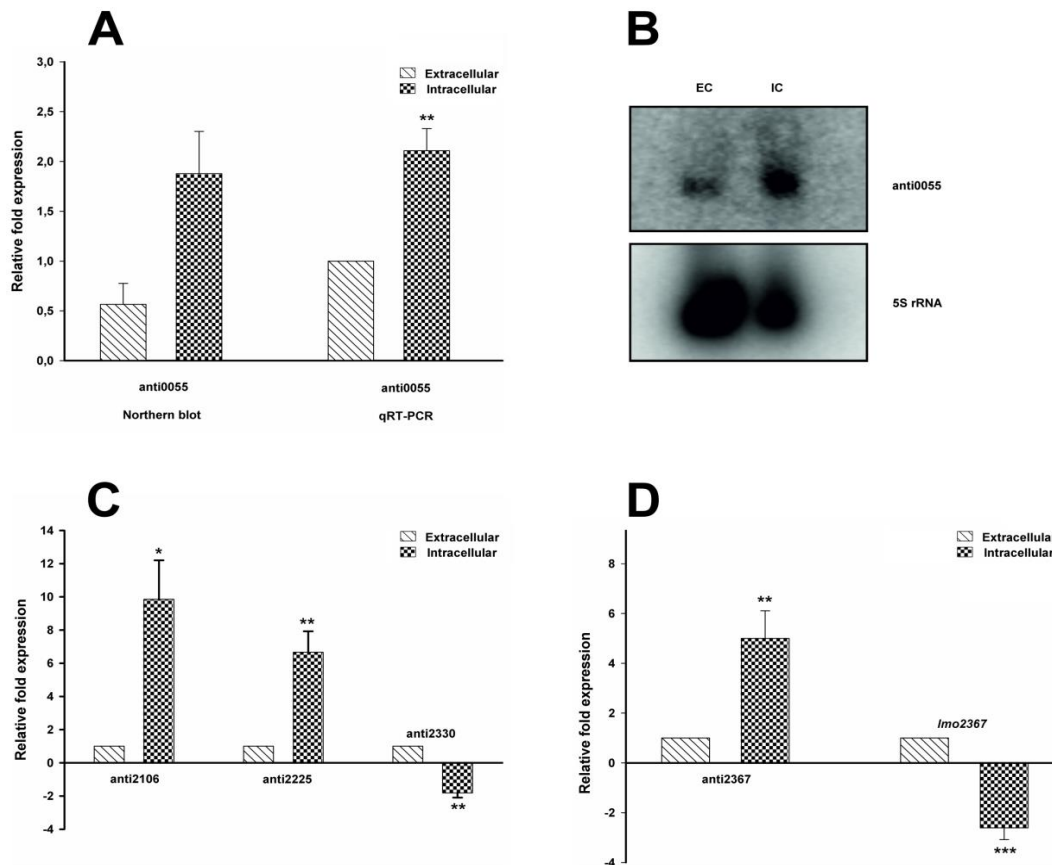 A
3,0
2,5
2,0
1,5
1,0
0,5
0,0
Relative fold expression
Extracellular
Intracellular
**
anti0055
anti0055
Northern blot
qRT-PCR
B
EC
IC
anti0055
5S rRNA
C
14
12
10
8
6
4
2
0
-2
-4
Relative fold expression
Extracellular
Intracellular
*
**
anti2330
anti2106
anti2225
**
D
8
6
4
2
0
-2
-4
Relative fold expression
Extracellular
Intracellular
**
lmo2367
anti2367
***